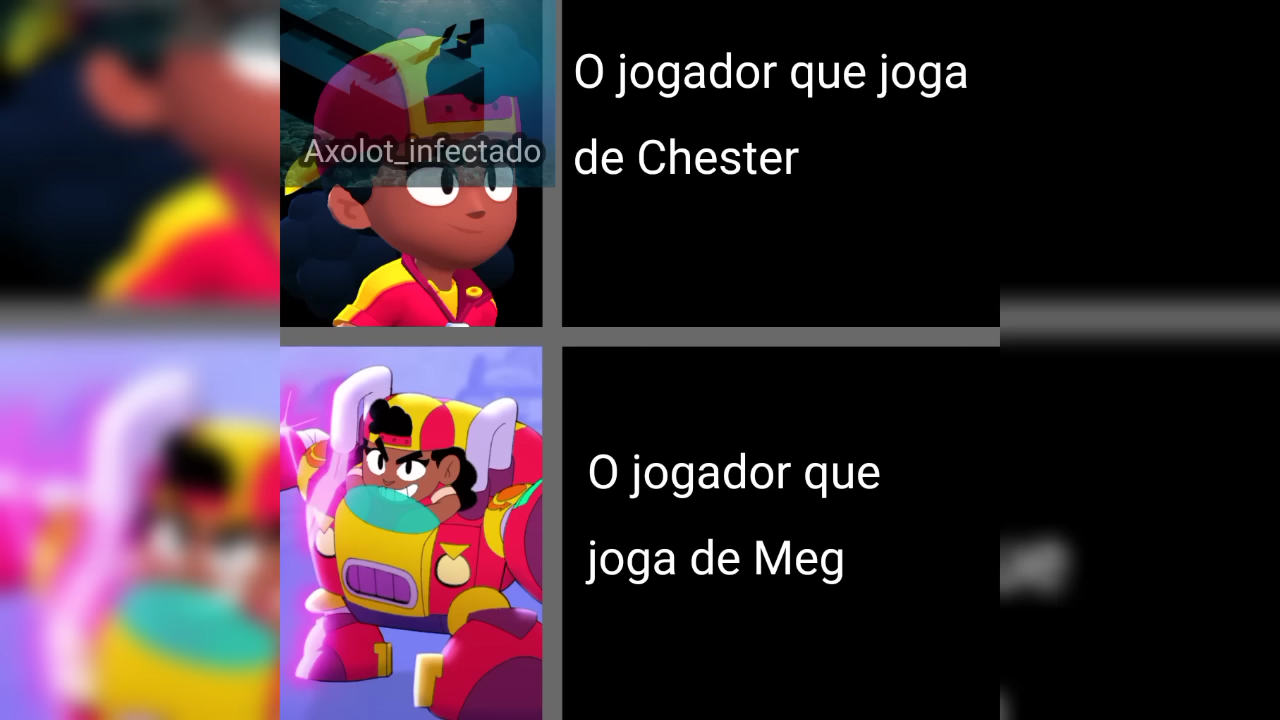 Axolot_infectado
O jogador que joga
de Chester
O jogador que
joga de Meg